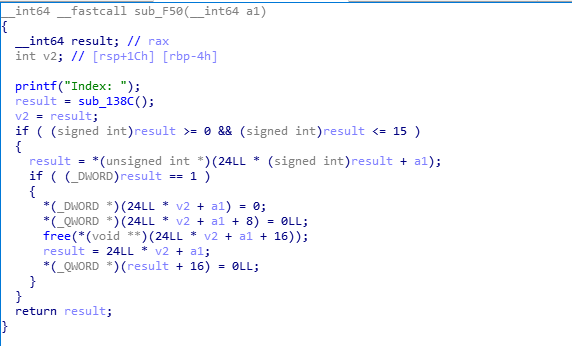 __int64 __fastcall sub_F50(__int64 a1)
{
  __int64 result; // rax
  int v2; // [rsp+1Ch] [rbp-4h]

  printf("Index: ");
  result = sub_138C();
  v2 = result;
  if ( (signed int)result >= 0 && (signed int)result <= 15 )
  {
    result = *(unsigned int *)(24LL * (signed int)result + a1);
    if ( (_DWORD)result == 1 )
    {
      *(_DWORD *)(24LL * v2 + a1) = 0;
      *(_QWORD *)(24LL * v2 + a1 + 8) = 0LL;
      free(*(void **)(24LL * v2 + a1 + 16));
      result = 24LL * v2 + a1;
      *(_QWORD *)(result + 16) = 0LL;
    }
  }
  return result;
}